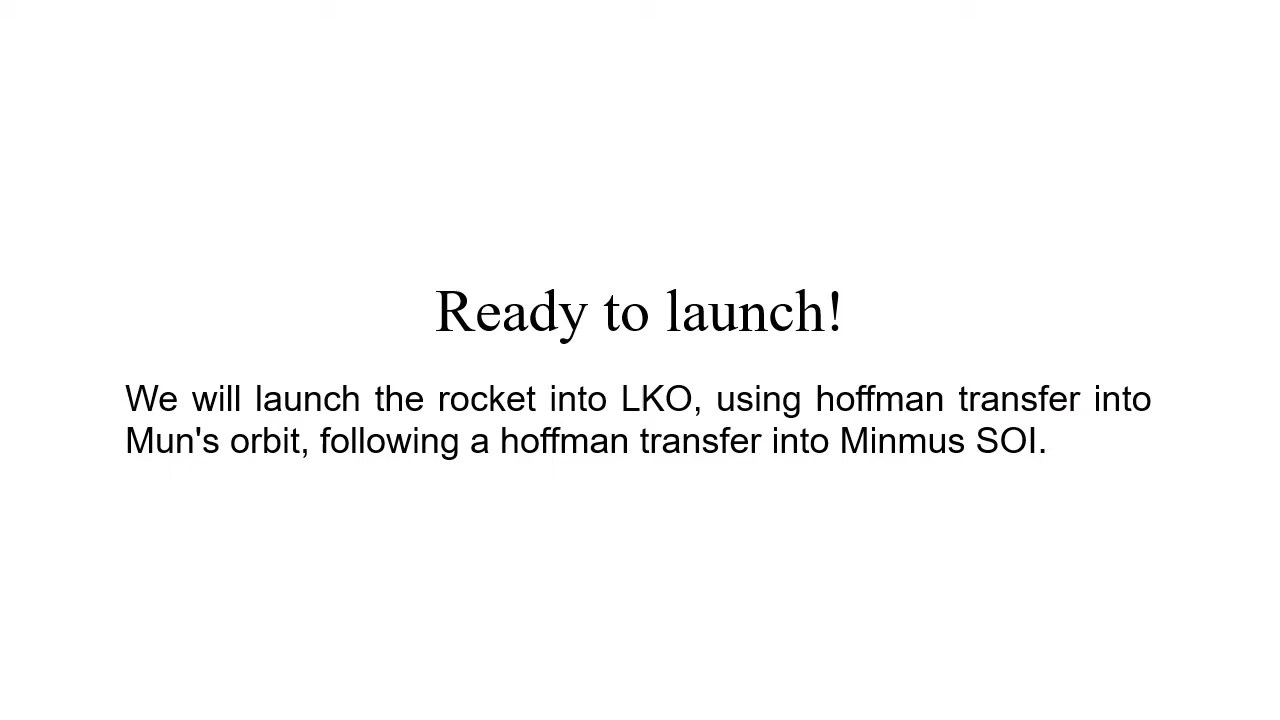 Ready to launch!
We will launch the rocket into LKO, using hoffman transfer into
Mun's orbit, following a hoffman transfer into Minmus SOI.